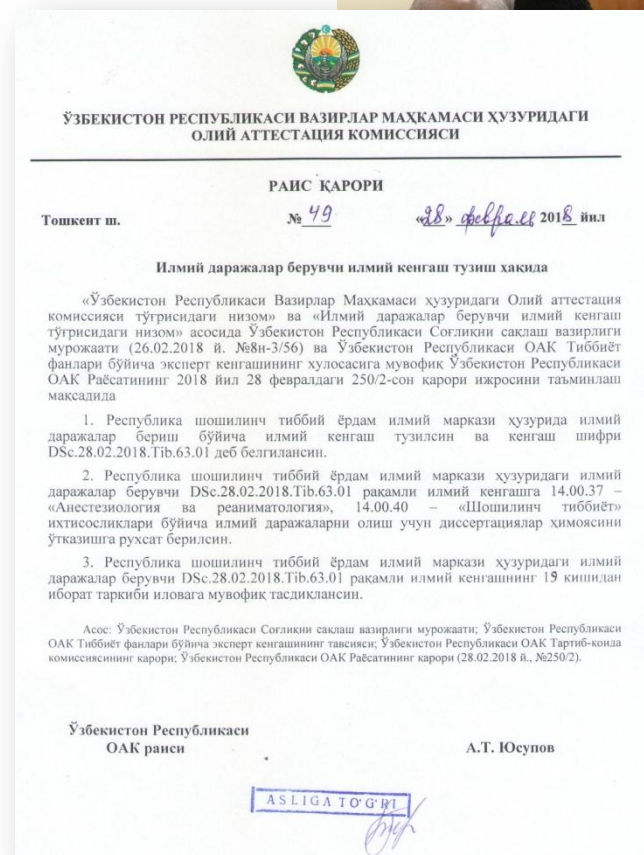 ЎЗБЕКИСТОН РЕСПУБЛИКАСИ ВАЗИРЛАР МАҲКАМАСИ ҲУЗУРИДАГИ
ОЛИЙ АТТЕСТАЦИЯ КОМИССИЯСИ
РАИС ҚАРОРИ
Тошкент ш. № 49 «28» феврал 2018 йил
Илмий даражалар берувчи илмий кенгаш тузиш ҳақида
«Ўзбекистон Республикаси Вазирлар Маҳкамаси ҳузуридаги Олий аттестация
комиссияси тўғрисидаги низом» ва «Илмий даражалар берувчи илмий кенгаш
тўғрисидаги низом» асосида Ўзбекистон Республикаси Соғлиқни сақлаш вазирлиги
мурожаати (26.02.2018 й. №8н-3/56) ва Ўзбекистон Республикаси ОАК Тиббиёт
фанлари бўйича эксперт кенгашининг хулосасига мувофиқ Ўзбекистон Республикаси
ОАК Раёсатининг 2018 йил 28 февралдаги 250/2-сон қарори ижросини таъминлаш
мақсадида
1. Республика шошилинч тиббий ёрдам илмий маркази ҳузурида илмий
даражалар бериш бўйича илмий кенгаш тузилсин ва кенгаш шифри
DSc.28.02.2018.Tib.63.01 деб белгилансин.
2. Республика шошилинч тиббий ёрдам илмий маркази ҳузуридаги илмий
даражалар берувчи DSc.28.02.2018.Tib.63.01 рақамли илмий кенгашга 14.00.37 –
«Анестезиология ва реаниматология», 14.00.40 – «Шошилинч тиббиёт»
ихтисосликлари бўйича илмий даражаларни олиш учун диссертациялар ҳимоясини
ўтказишга рухсат берилсин.
3. Республика шошилинч тиббий ёрдам илмий маркази ҳузуридаги илмий
даражалар берувчи DSc.28.02.2018.Tib.63.01 рақамли илмий кенгашнинг 19 кишидан
иборат таркиби иловага мувофиқ тасдиқлансин.
Асос: Ўзбекистон Республикаси Соғлиқни сақлаш вазирлиги мурожаати; Ўзбекистон Республикаси
ОАК Тиббиёт фанлари бўйича эксперт кенгашининг тавсияси; Ўзбекистон Республикаси ОАК Тартиб-қоида
комиссиясининг қарори; Ўзбекистон Республикаси ОАК Раёсатининг қарори (28.02.2018 й., №250/2).
Ўзбекистон Республикаси
ОАК раиси А.Т. Юсупов
ASLIGA TO'G'RI